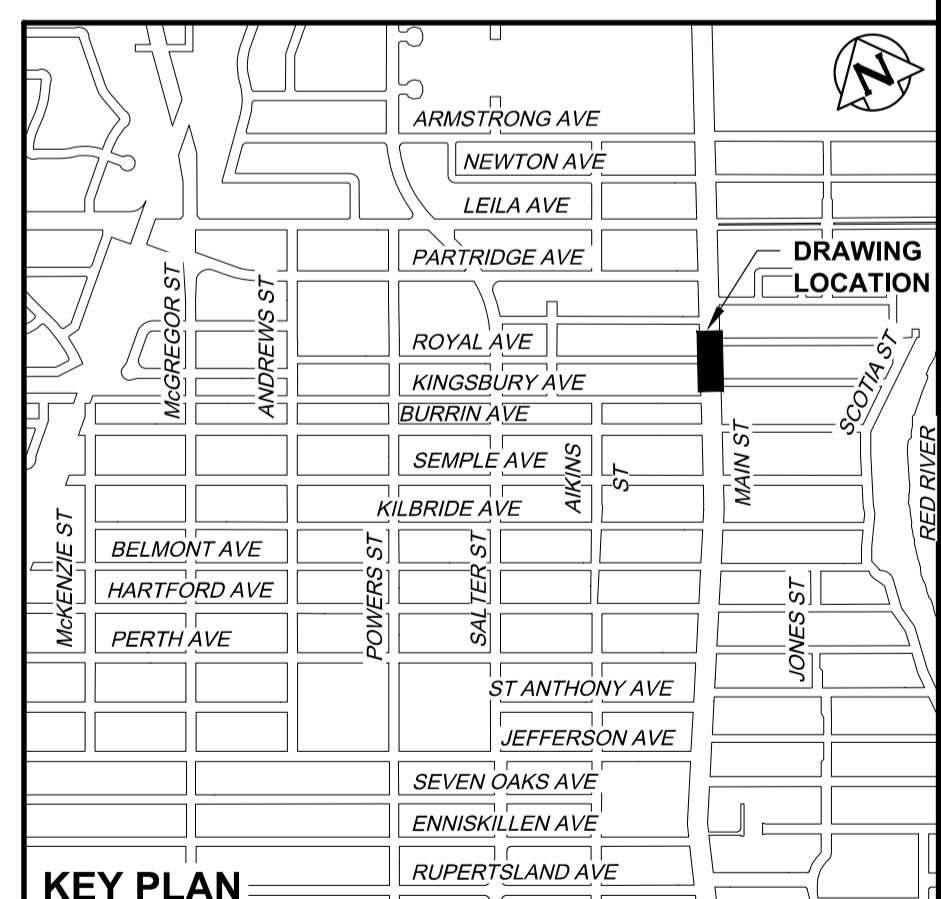 N
ARMSTRONG AVE
NEWTON AVE
LEILA AVE
PARTRIDGE AVE
DRAWING
LOCATION
McGREGOR ST
ANDREWS ST
ROYAL AVE
KINGSBURY AVE
BURRIN AVE
SCOTIA ST
SEMPLE AVE
AIKINS
ST
MAIN ST
RED RIVER
KILBRIDE AVE
McKENZIE ST
BELMONT AVE
POWERS ST
SALTER ST
HARTFORD AVE
JONES ST
PERTH AVE
ST ANTHONY AVE
JEFFERSON AVE
SEVEN OAKS AVE
ENNISKILLEN AVE
RUPERTSLAND AVE
KEY PLAN